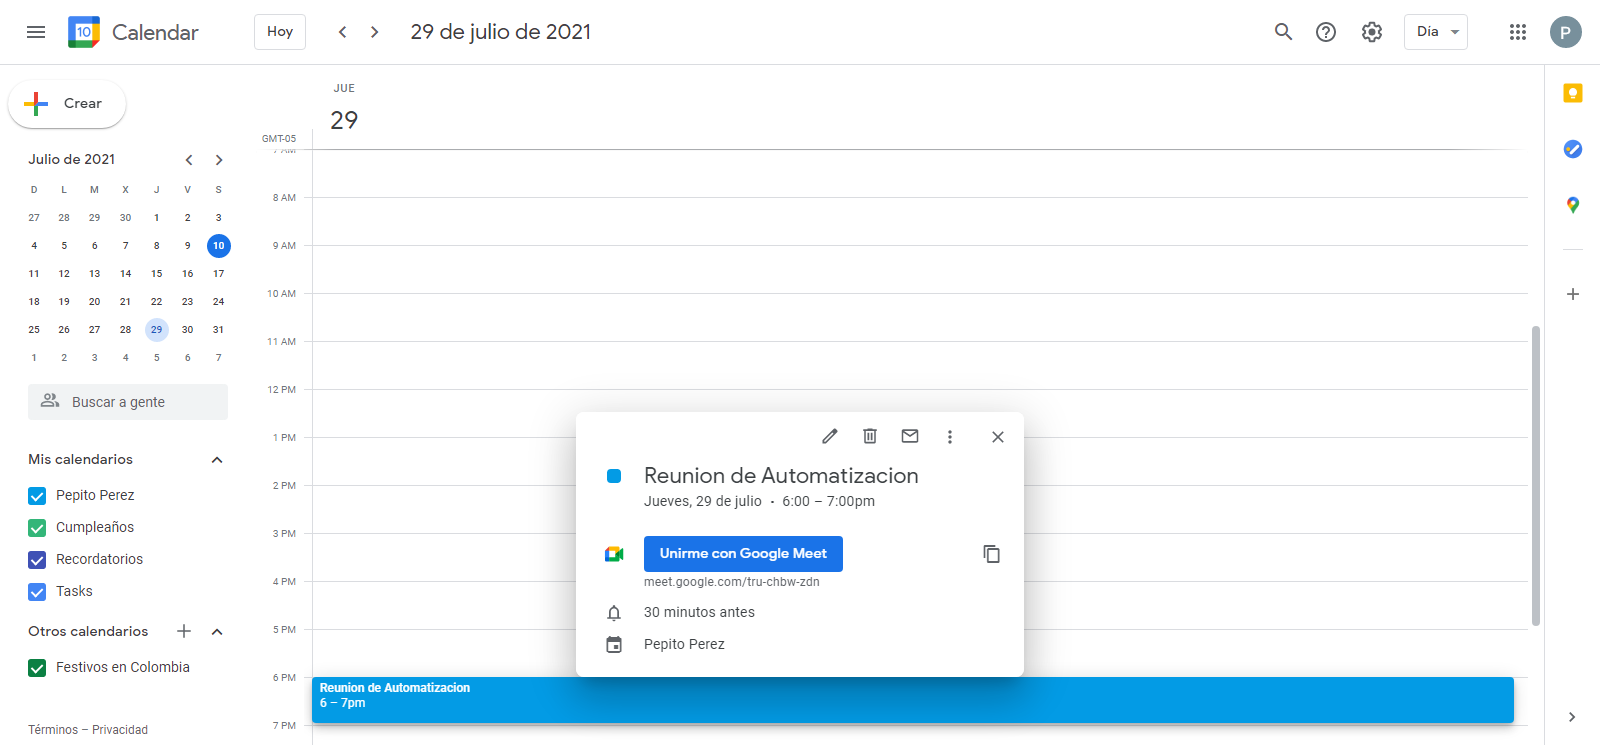 10 Calendar
Hoy
29 de julio de 2021
Día
P
Crear
Julio de 2021
D L M X J V S
27 28 29 30 1 2 3
4 5 6 7 8 9 10
11 12 13 14 15 16 17
18 19 20 21 22 23 24
25 26 27 28 29 30 31
1 2 3 4 5 6 7
Buscar a gente
Mis calendarios
Pepito Perez
Cumpleaños
Recordatorios
Tasks
Otros calendarios
Festivos en Colombia
Términos – Privacidad
JUE
29
GMT-05
7 AM
8 AM
9 AM
10 AM
11 AM
12 PM
1 PM
2 PM
3 PM
4 PM
5 PM
6 PM
7 PM
Reunion de Automatizacion
Jueves, 29 de julio · 6:00 – 7:00pm
Unirme con Google Meet
meet.google.com/tru-chbw-zdn
30 minutos antes
Pepito Perez
Reunion de Automatizacion
6 – 7pm